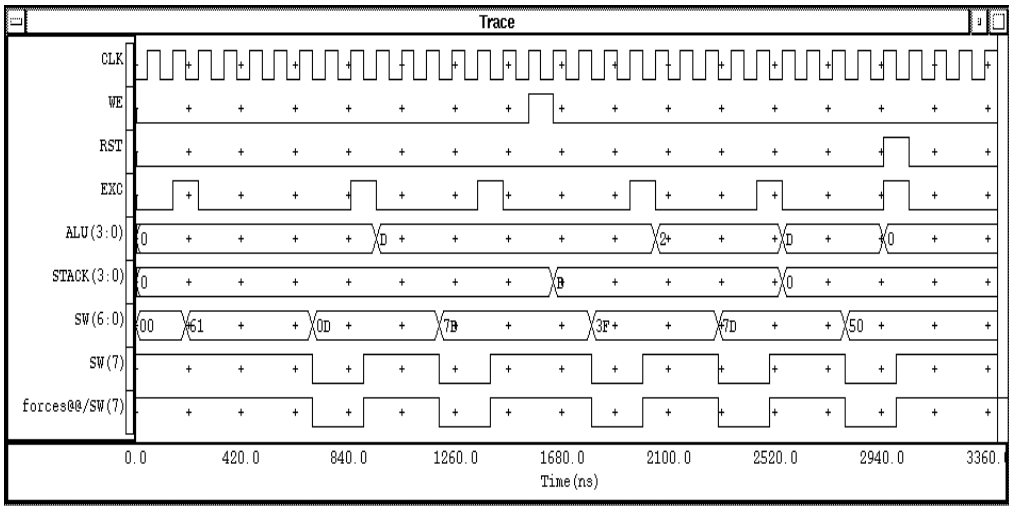 Trace
CLK
WE
RST
EXC
ALU(3:0) 0 D 2 D 0
STACK(3:0) 0 B 0
SW(6:0) 00 61 0D 7B 3F 7D 50
SW(7)
forces@@/SW(7)
0.0 420.0 840.0 1260.0 1680.0 2100.0 2520.0 2940.0 3360.
Time(ns)